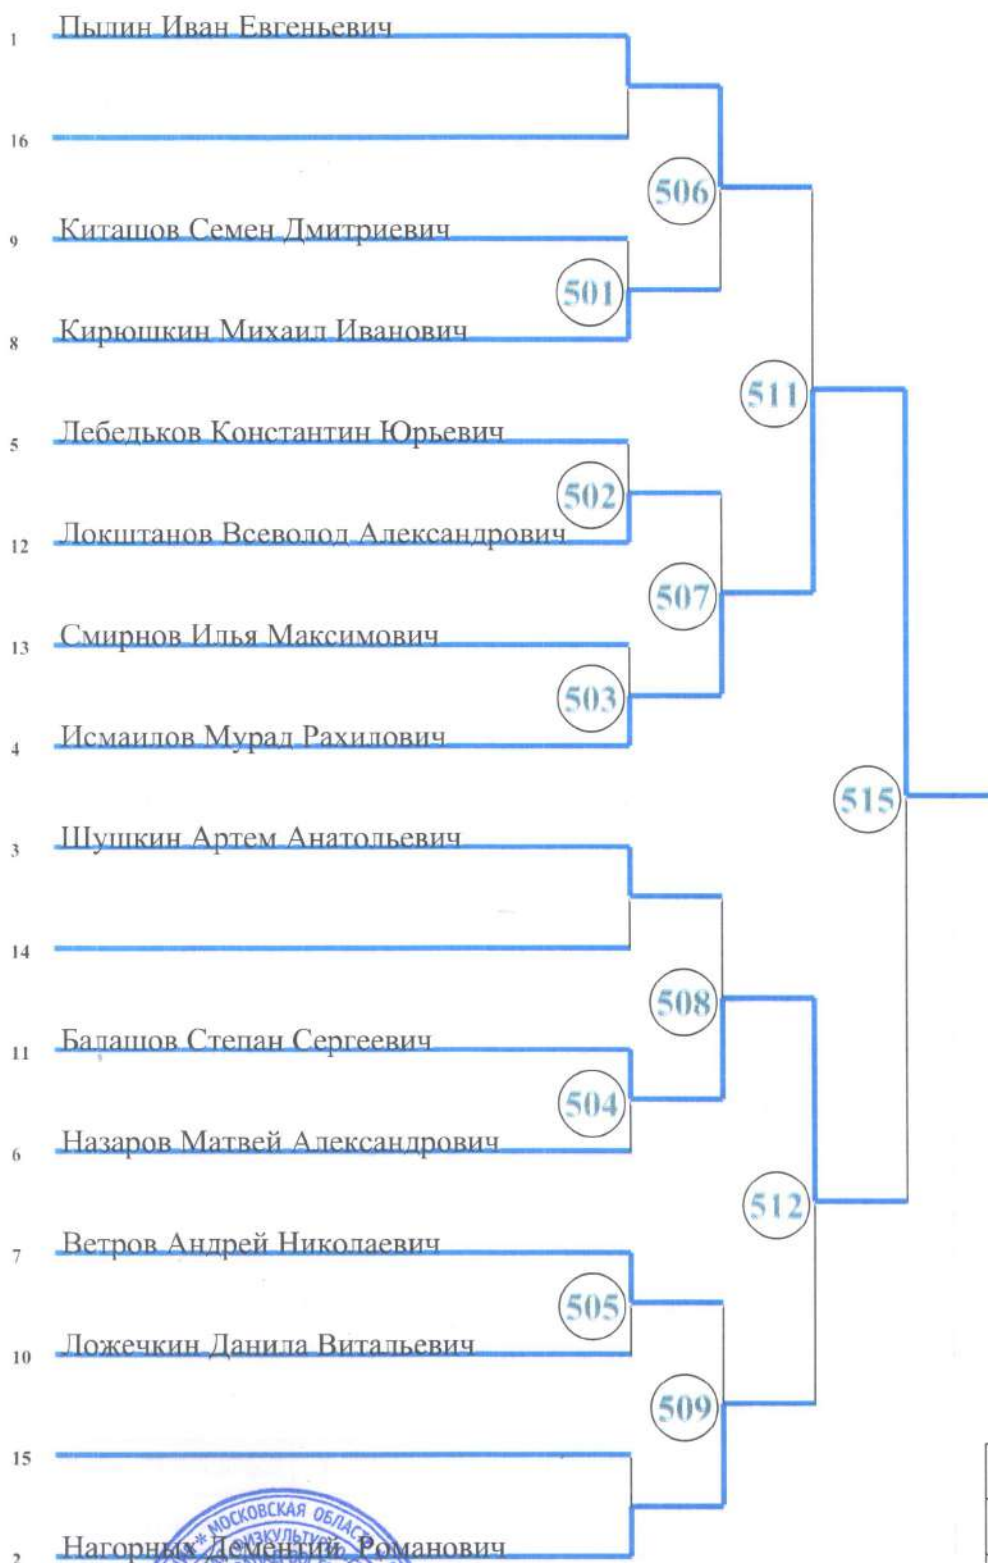 1 Пылин Иван Евгеньевич
16
506
9 Киташов Семен Дмитриевич
501
8 Кирюшкин Михаил Иванович
511
5 Лебедьков Константин Юрьевич
502
12 Локштанов Всеволод Александрович
507
13 Смирнов Илья Максимович
503
4 Исмаилов Мурад Рахилович
515
3 Шушкин Артем Анатольевич
14
508
11 Балашов Степан Сергеевич
504
6 Назаров Матвей Александрович
512
7 Ветров Андрей Николаевич
505
10 Ложечкин Данила Витальевич
509
15
МОСКОВСКАЯ
2 Нагорных Дементий Романович